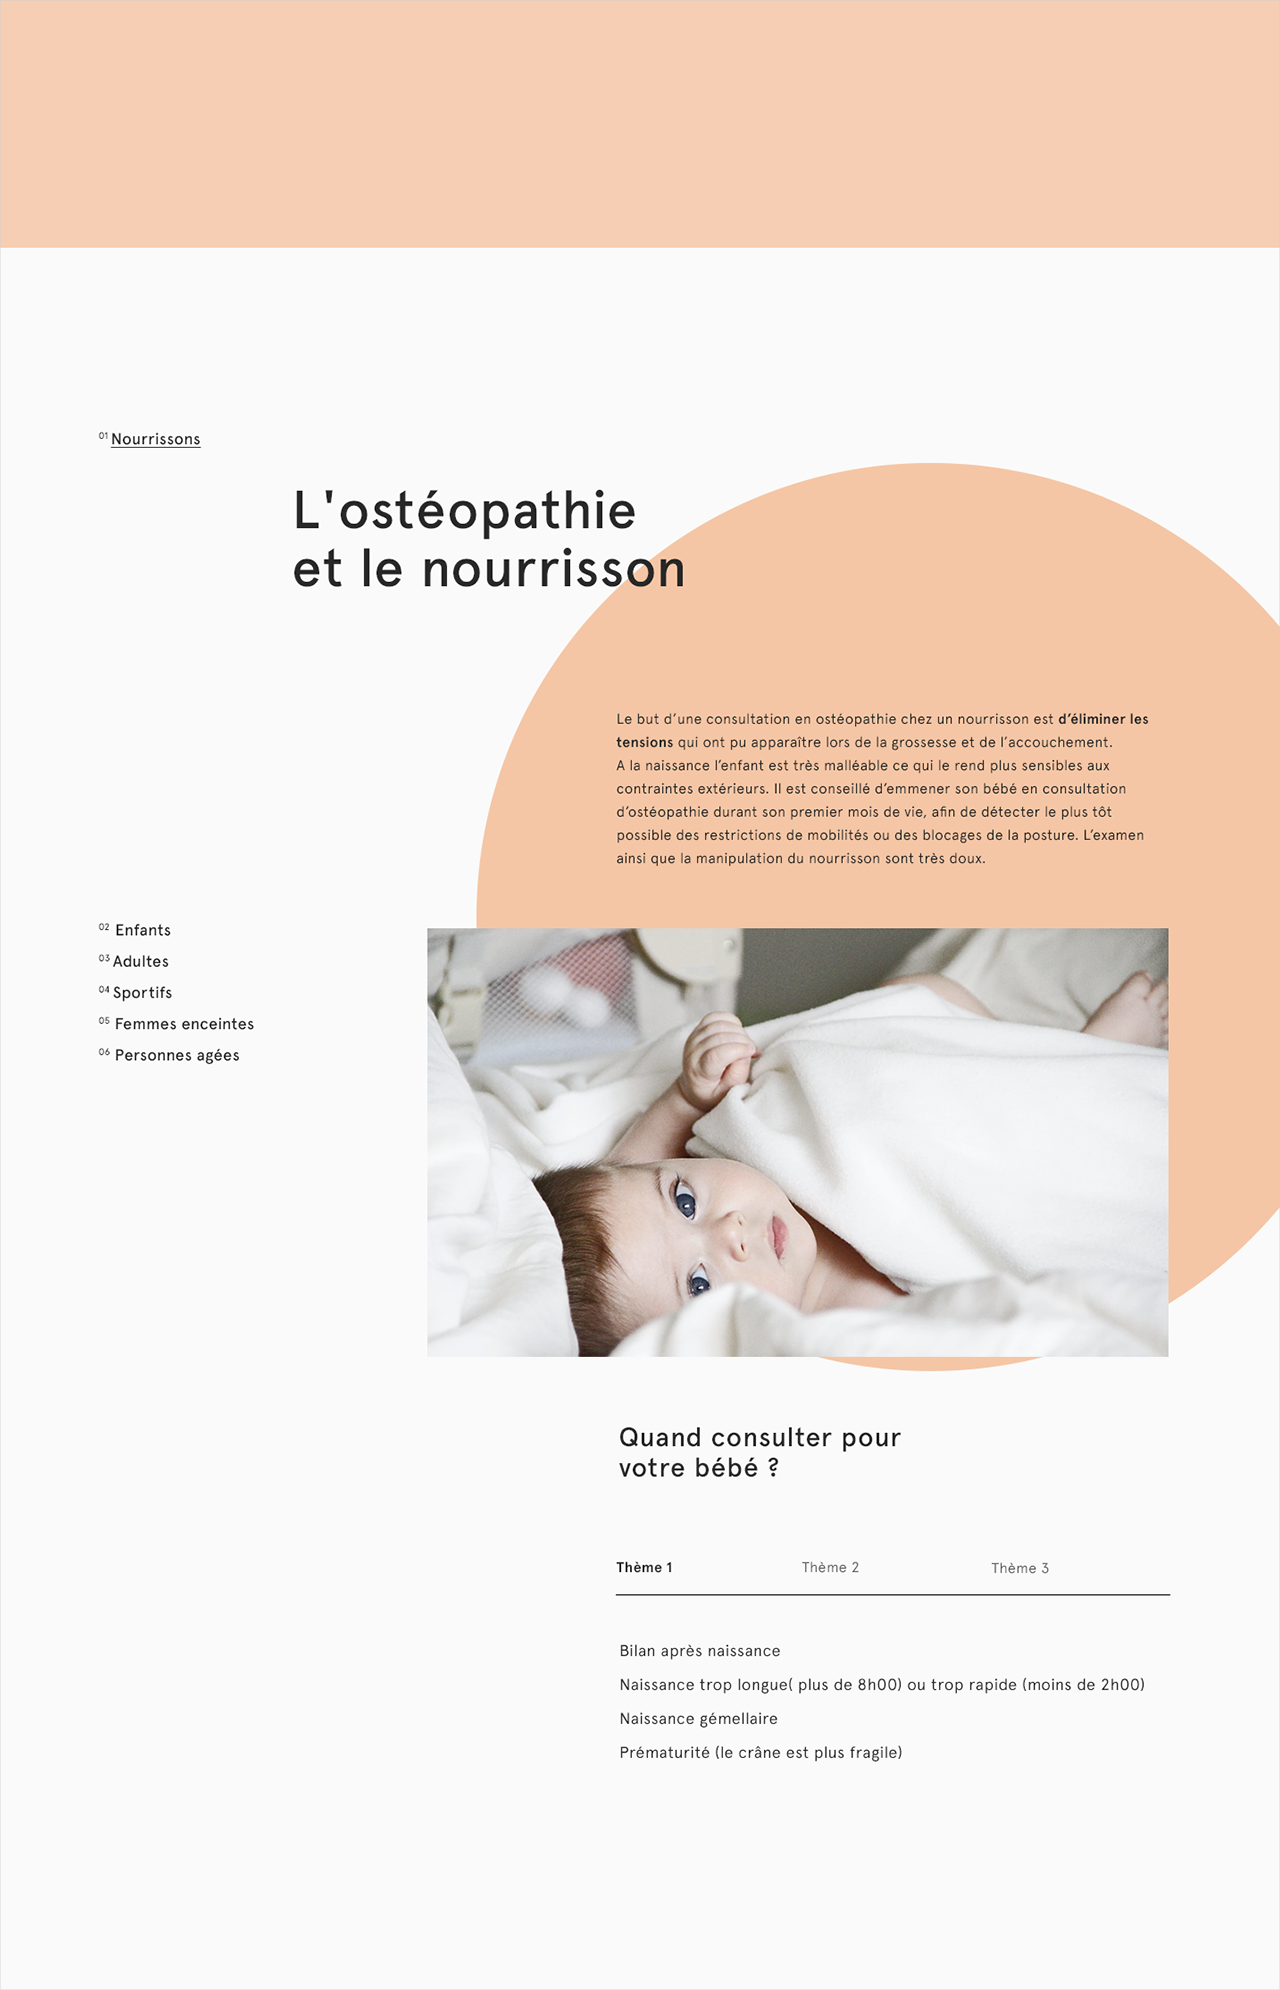 01 Nourrissons
L'ostéopathie
et le nourrisson
Le but d’une consultation en ostéopathie chez un nourrisson est d’éliminer les
tensions qui ont pu apparaître lors de la grossesse et de l’accouchement.
A la naissance l’enfant est très malléable ce qui le rend plus sensibles aux
contraintes extérieurs. Il est conseillé d’emmener son bébé en consultation
d’ostéopathie durant son premier mois de vie, afin de détecter le plus tôt
possible des restrictions de mobilités ou des blocages de la posture. L’examen
ainsi que la manipulation du nourrisson sont très doux.
02 Enfants
03 Adultes
04 Sportifs
05 Femmes enceintes
06 Personnes agées
Quand consulter pour
votre bébé ?
Thème 1 Thème 2 Thème 3
Bilan après naissance
Naissance trop longue( plus de 8h00) ou trop rapide (moins de 2h00)
Naissance gémellaire
Prématurité (le crâne est plus fragile)